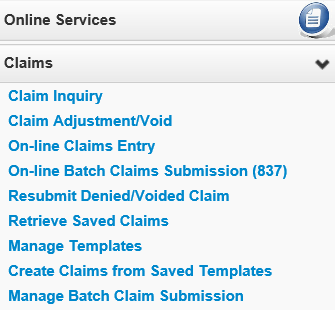 Online Services
Claims
Claim Inquiry
Claim Adjustment/Void
On-line Claims Entry
On-line Batch Claims Submission (837)
Resubmit Denied/Voided Claim
Retrieve Saved Claims
Manage Templates
Create Claims from Saved Templates
Manage Batch Claim Submission